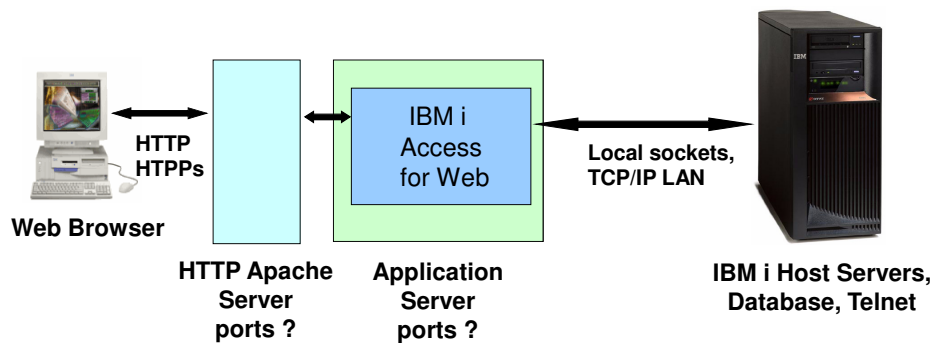 HTTP
HTPPs
Web Browser
HTTP Apache
Server
ports ?
IBM i
Access
for Web
Application
Server
ports ?
Local sockets,
TCP/IP LAN
IBM
IBM i Host Servers,
Database, Telnet